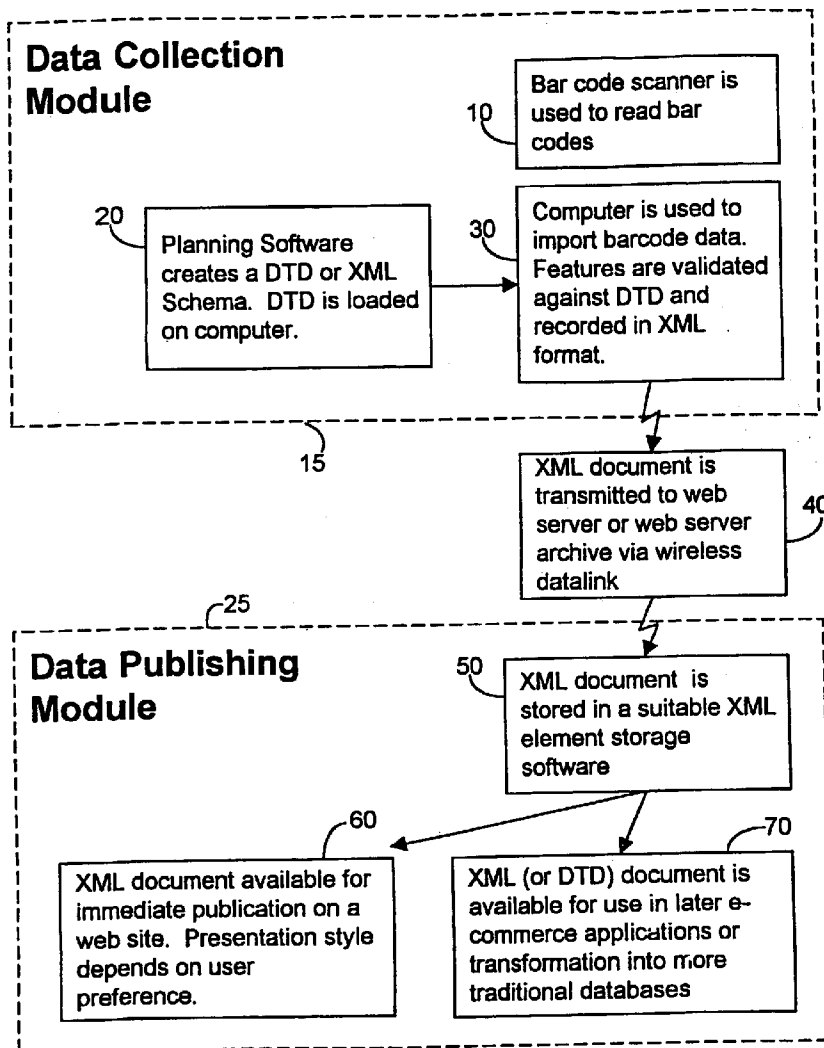 Data Collection
Module
Bar code scanner is
used to read bar
codes
10
20
Planning Software
creates a DTD or XML
Schema. DTD is loaded
on computer.
30
Computer is used to
import barcode data.
Features are validated
against DTD and
recorded in XML
format.
15
XML document is
transmitted to web
server or web server
archive via wireless
datalink
40
25
Data Publishing
Module
50
XML document is
stored in a suitable XML
element storage
software
60
XML document available for
immediate publication on a
web site. Presentation style
depends on user
preference.
70
XML (or DTD) document is
available for use in later e-
commerce applications or
transformation into more
traditional databases